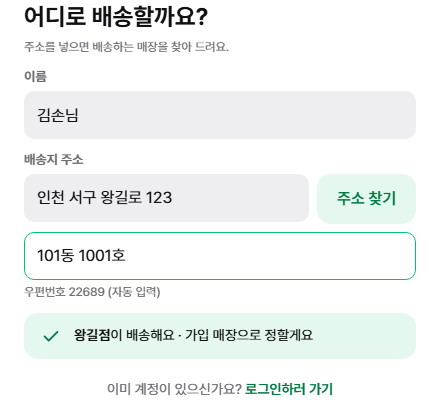 어디로 배송할까요?
주소를 넣으면 배송하는 매장을 찾아 드려요.
이름
김손님
배송지 주소
인천 서구 왕길로 123
주소 찾기
101동 1001호
우편번호 22689 (자동 입력)
왕길점이 배송해요 · 가입 매장으로 정할게요
이미 계정이 있으신가요? 로그인하러 가기